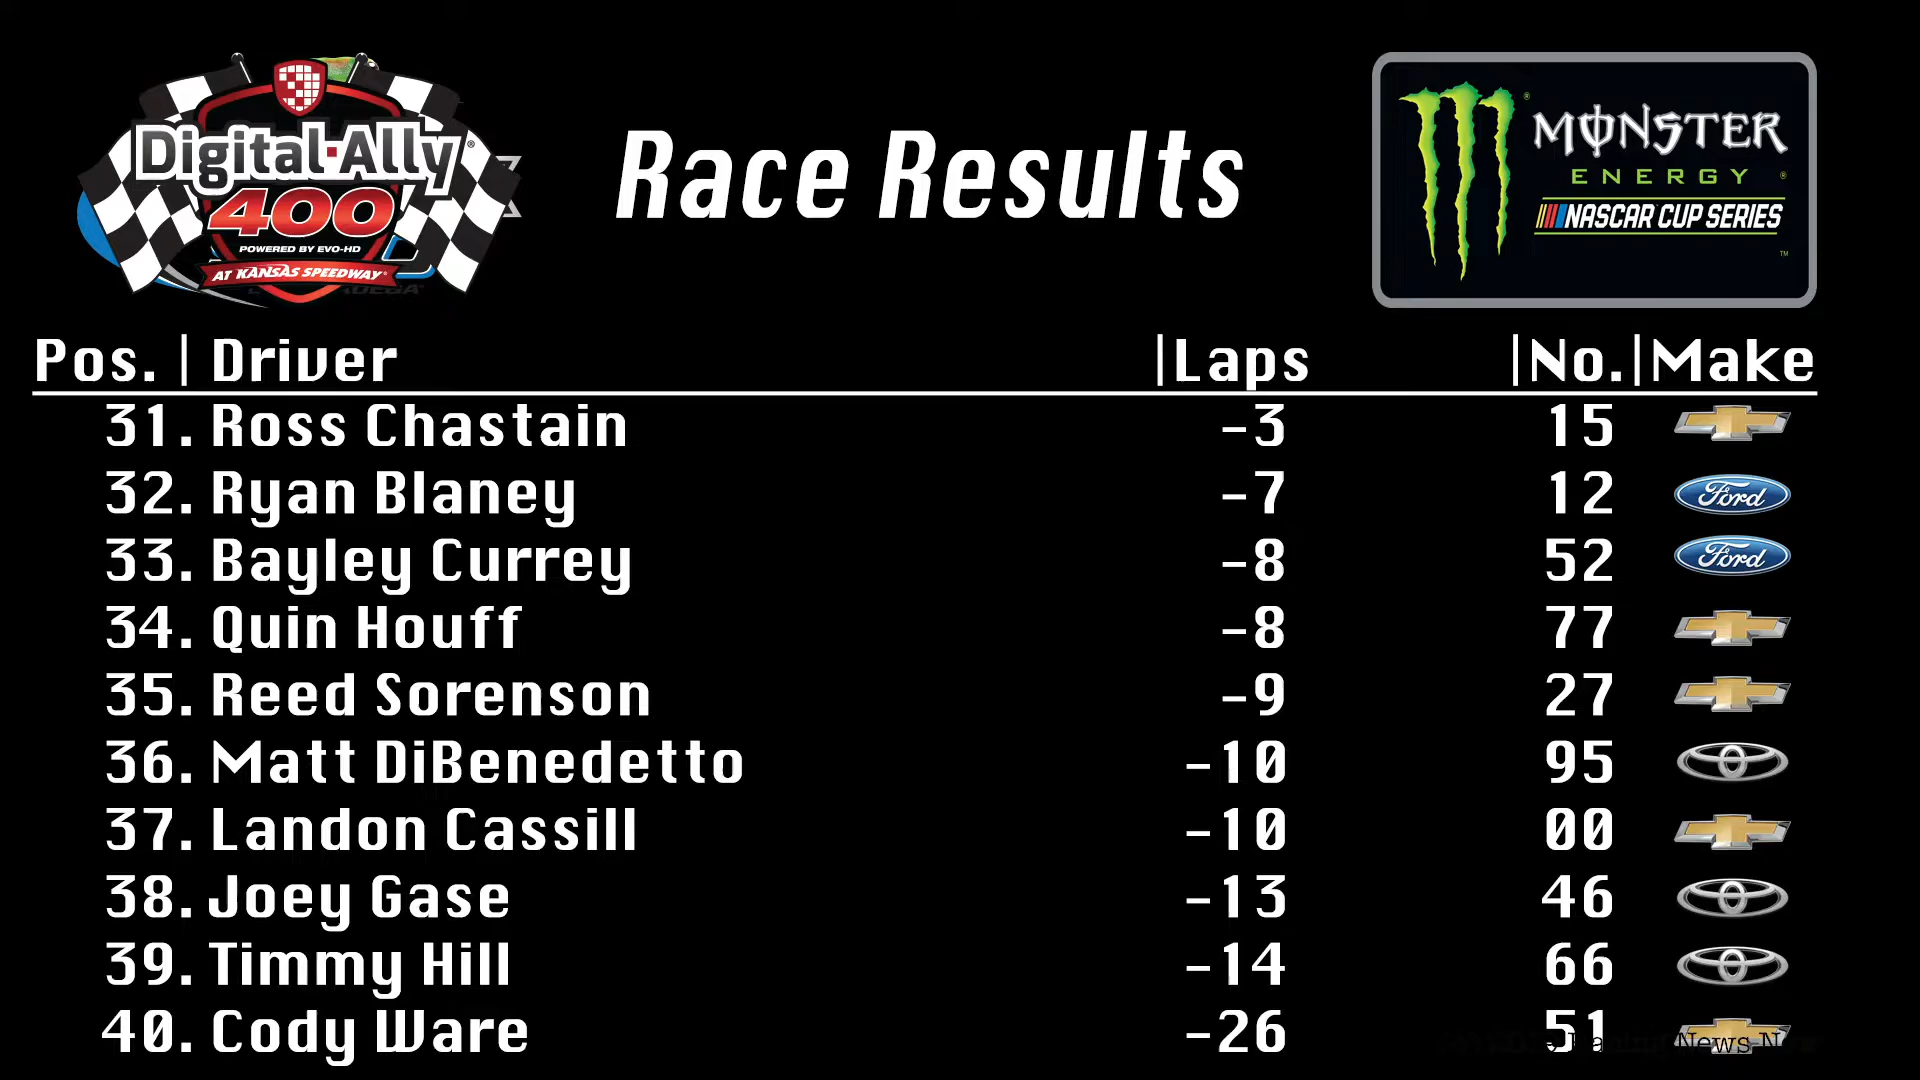 Digital·Ally®
400
POWERED BY EVO-HD
AT KANSAS SPEEDWAY®
Race Results
MONSTER
ENERGY®
NASCAR CUP SERIES
™
Pos. | Driver |Laps |No.|Make
31. Ross Chastain -3 15
32. Ryan Blaney -7 12 Ford
33. Bayley Currey -8 52 Ford
34. Quin Houff -8 77
35. Reed Sorenson -9 27
36. Matt DiBenedetto -10 95
37. Landon Cassill -10 00
38. Joey Gase -13 46
39. Timmy Hill -14 66
40. Cody Ware -26 51
News